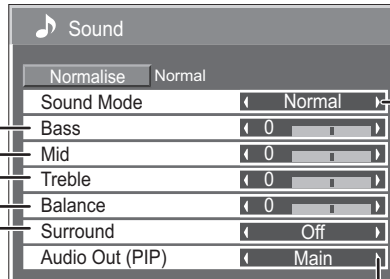 Sound
Normalise Normal
Sound Mode Normal
Bass 0
Mid 0
Treble 0
Balance 0
Surround Off
Audio Out (PIP) Main